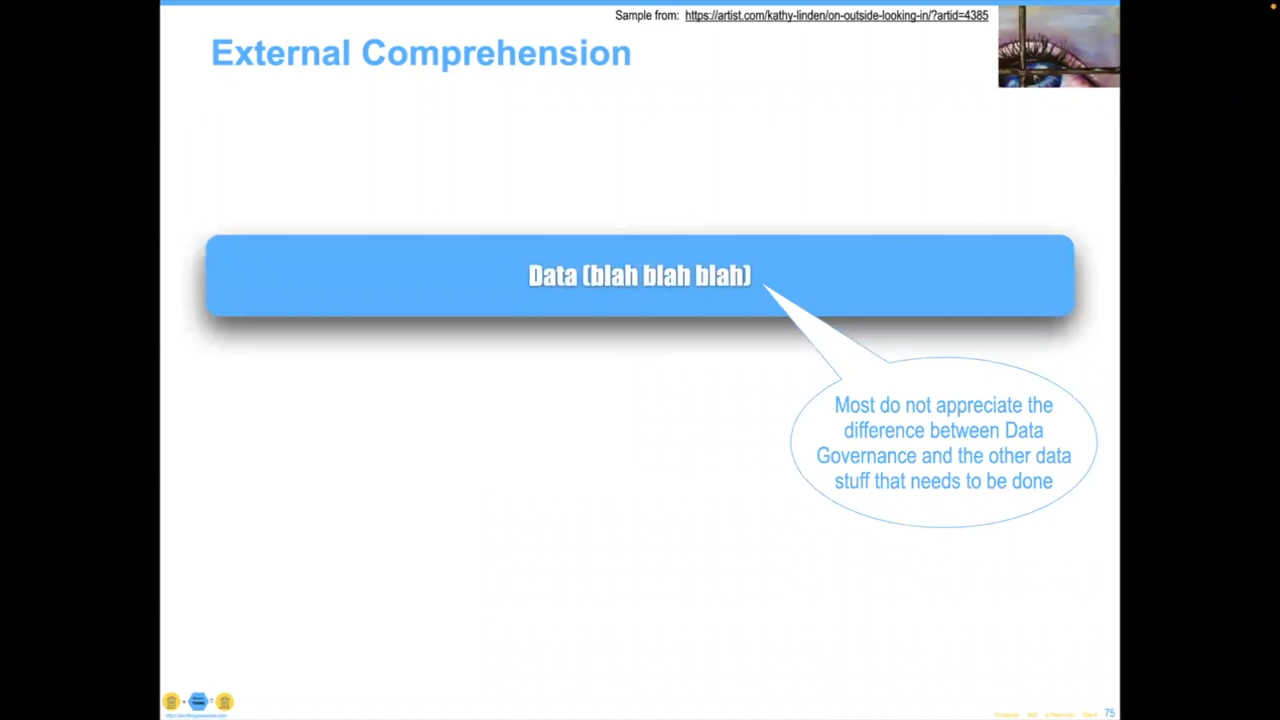 Sample from: https://artist.com/kathy-linden/on-outside-looking-in/?artid=4385
External Comprehension
Data (blah blah blah)
Most do not appreciate the
difference between Data
Governance and the other data
stuff that needs to be done
75